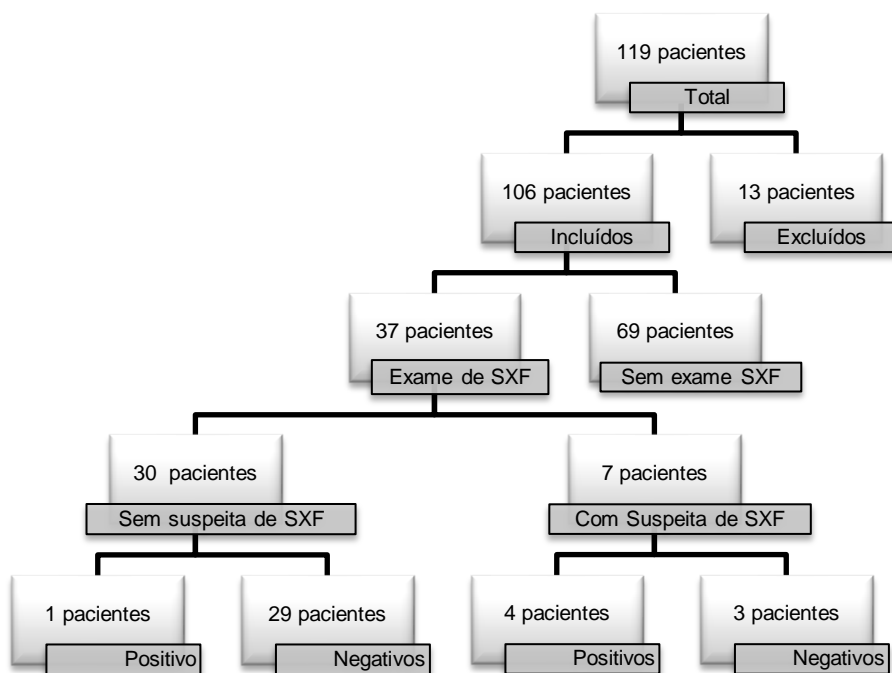 119 pacientes
Total
106 pacientes
Incluídos
13 pacientes
Excluídos
37 pacientes
Exame de SXF
69 pacientes
Sem exame SXF
30 pacientes
Sem suspeita de SXF
7 pacientes
Com Suspeita de SXF
1 pacientes
Positivo
29 pacientes
Negativos
4 pacientes
Positivos
3 pacientes
Negativos